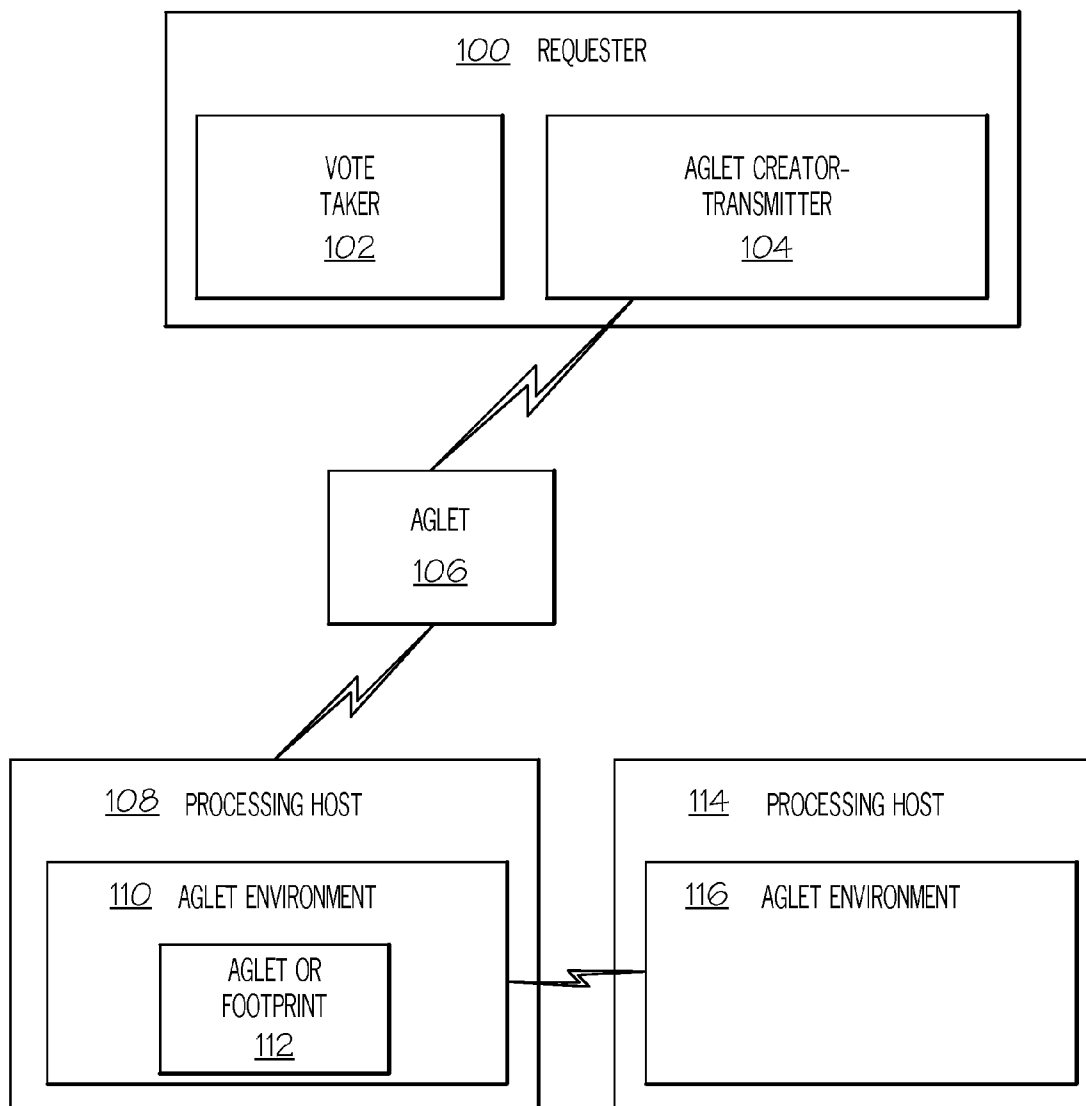 100 REQUESTER
VOTE
TAKER
102
AGLET CREATOR-
TRANSMITTER
104
AGLET
106
108 PROCESSING HOST
110 AGLET ENVIRONMENT
AGLET OR
FOOTPRINT
112
114 PROCESSING HOST
116 AGLET ENVIRONMENT